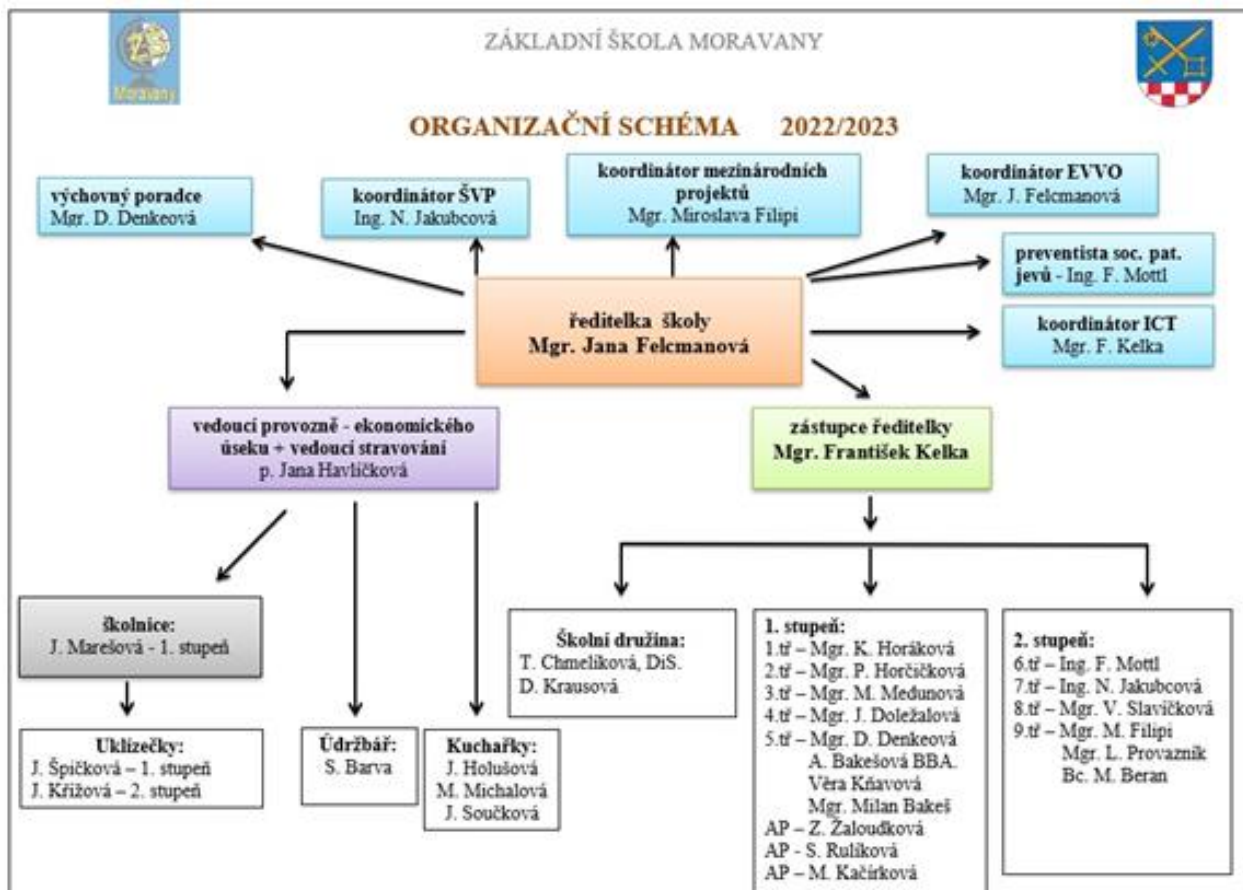 ZÁKLADNÍ ŠKOLA MORAVANY
ZŠ
Moravany
ORGANIZAČNÍ SCHÉMA 2022/2023
výchovný poradce
Mgr. D. Denkeová
koordinátor ŠVP
Ing. N. Jakubcová
koordinátor mezinárodních
projektů
Mgr. Miroslava Filipi
koordinátor EVVO
Mgr. J. Felcmanová
preventista soc. pat.
jevů - Ing. F. Mottl
koordinátor ICT
Mgr. F. Kelka
ředitelka školy
Mgr. Jana Felcmanová
vedoucí provozně - ekonomického
úseku + vedoucí stravování
p. Jana Havlíčková
zástupce ředitelky
Mgr. František Kelka
školnice:
J. Marešová - 1. stupeň
Uklízečky:
J. Špičková – 1. stupeň
J. Křížová – 2. stupeň
Údržbář:
S. Barva
Kuchařky:
J. Holušová
M. Michalová
J. Součková
Školní družina:
T. Chmelíková, DiS.
D. Krausová
1. stupeň:
1.tř – Mgr. K. Horáková
2.tř – Mgr. P. Horčičková
3.tř – Mgr. M. Medunová
4.tř – Mgr. J. Doležalová
5.tř – Mgr. D. Denkeová
A. Bakešová BBA.
Věra Kňavová
Mgr. Milan Bakeš
AP – Z. Žaloudková
AP - S. Rulíková
AP – M. Kačírková
2. stupeň:
6.tř – Ing. F. Mottl
7.tř – Ing. N. Jakubcová
8.tř – Mgr. V. Slavíčková
9.tř – Mgr. M. Filipi
Mgr. L. Provazník
Bc. M. Beran